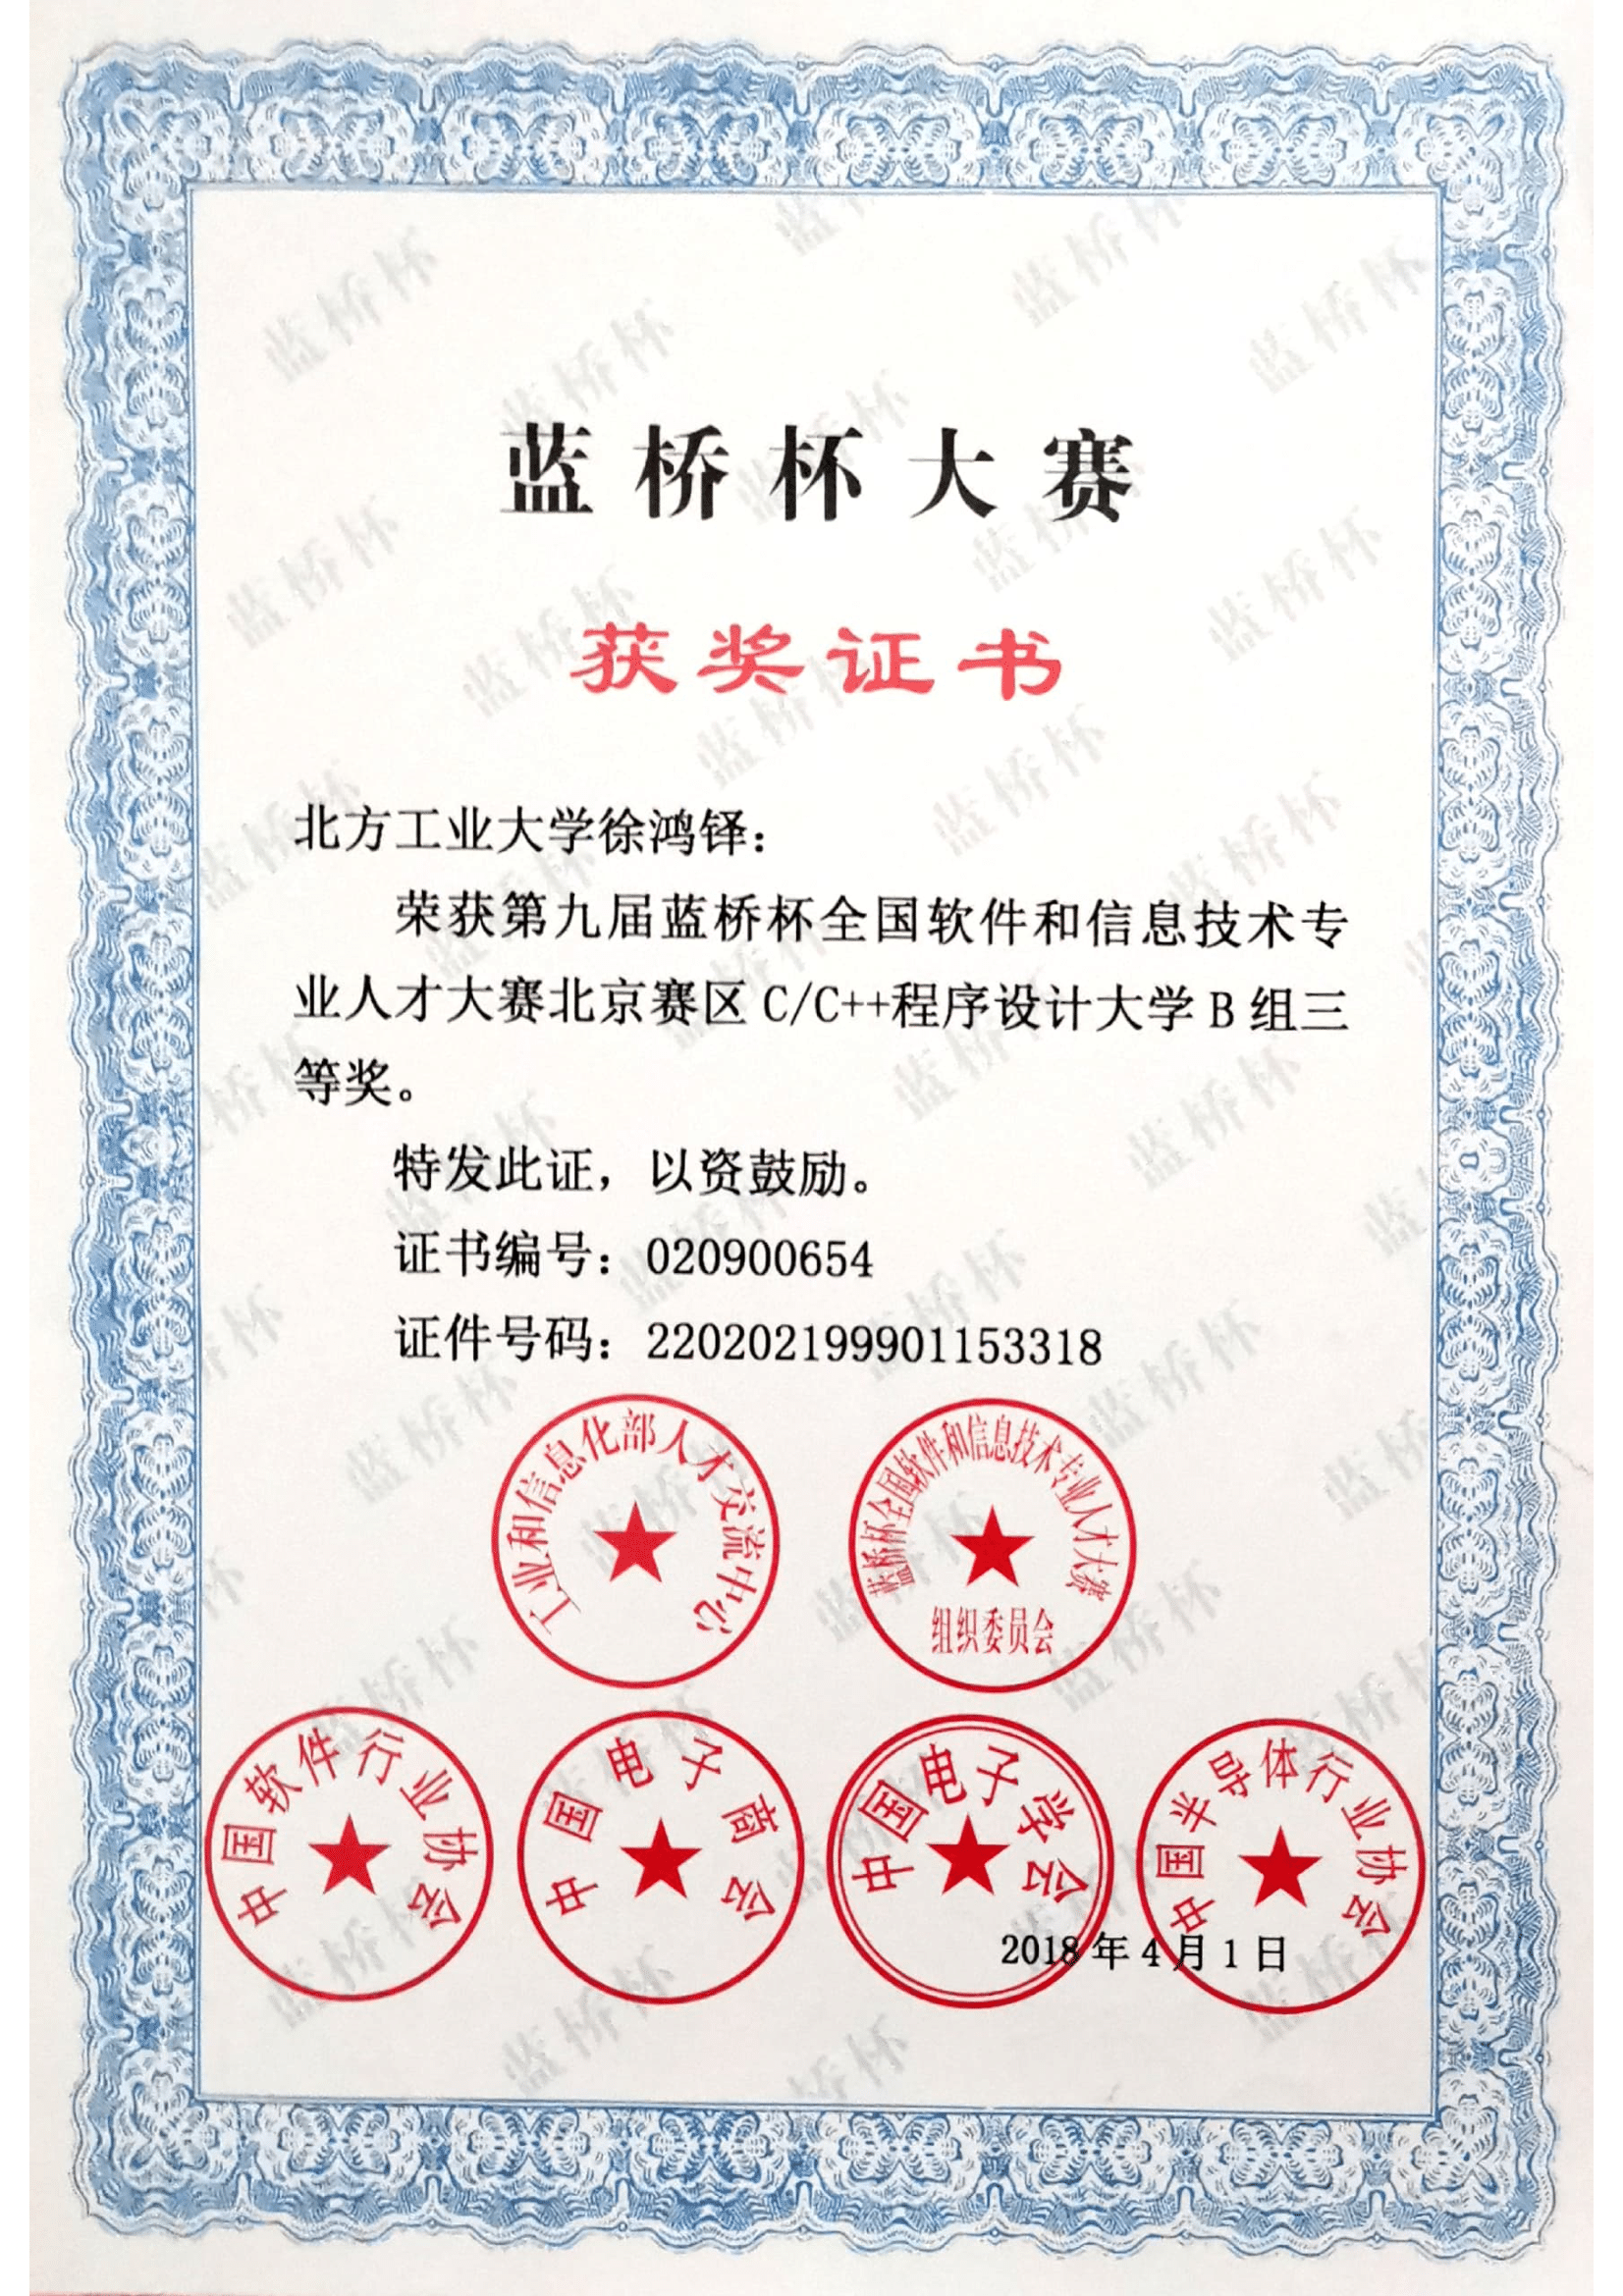 蓝桥杯大赛
获奖证书
北方工业大学徐鸿铎：
荣获第九届蓝桥杯全国软件和信息技术专
业人才大赛北京赛区 C/C++程序设计大学 B 组三
等奖。
特发此证，以资鼓励。
证书编号：020900654
证件号码：220202199901153318
工业和信息化部人才交流中心
蓝桥杯全国软件和信息技术专业人才大赛
组织委员会
中国软件行业协会
中国电子商会
中国电子学会
中国半导体行业协会
2018 年 4 月 1 日